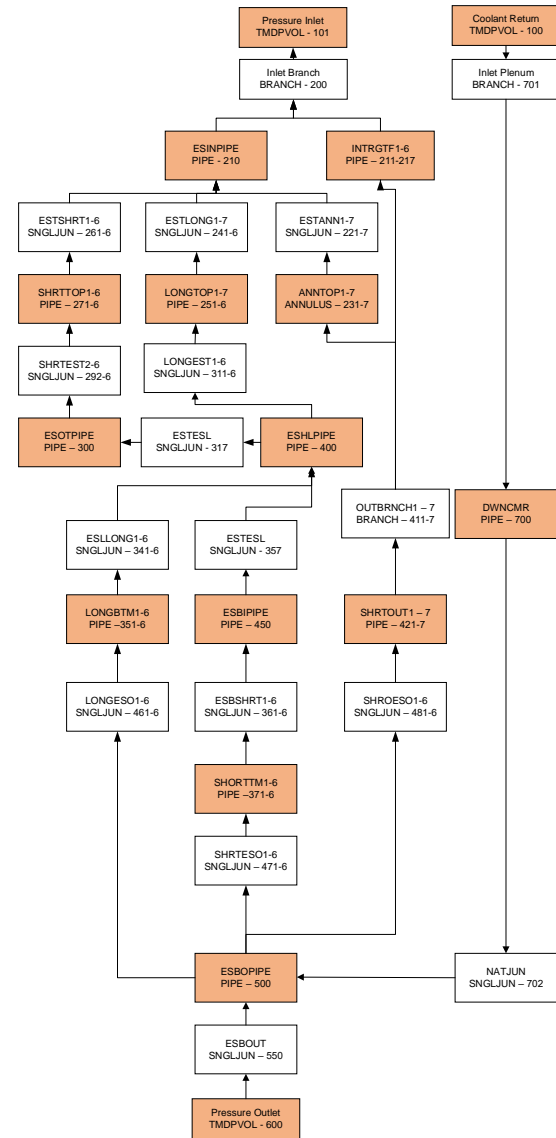 Pressure Inlet
TMDPVOL - 101
Coolant Return
TMDPVOL - 100
Inlet Branch
BRANCH - 200
Inlet Plenum
BRANCH - 701
ESINPIPE
PIPE - 210
INTRGTF1-6
PIPE – 211-217
ESTSHRT1-6
SNGLJUN – 261-6
ESTLONG1-7
SNGLJUN – 241-6
ESTANN1-7
SNGLJUN – 221-7
SHRTTOP1-6
PIPE – 271-6
LONGTOP1-7
PIPE – 251-6
ANNTOP1-7
ANNULUS – 231-7
SHRTEST2-6
SNGLJUN – 292-6
LONGEST1-6
SNGLJUN – 311-6
ESOTPIPE
PIPE – 300
ESTESL
SNGLJUN - 317
ESHLPIPE
PIPE – 400
ESLLONG1-6
SNGLJUN – 341-6
ESTESL
SNGLJUN - 357
OUTBRNCH1 – 7
BRANCH – 411-7
DWNCMR
PIPE – 700
LONGBTM1-6
PIPE –351-6
ESBIPIPE
PIPE – 450
SHRTOUT1 – 7
PIPE – 421-7
LONGESO1-6
SNGLJUN – 461-6
ESBSHRT1-6
SNGLJUN – 361-6
SHROESO1-6
SNGLJUN – 481-6
SHORTTM1-6
PIPE –371-6
SHRTESO1-6
SNGLJUN – 471-6
ESBOPIPE
PIPE – 500
NATJUN
SNGLJUN – 702
ESBOUT
SNGLJUN – 550
Pressure Outlet
TMDPVOL - 600